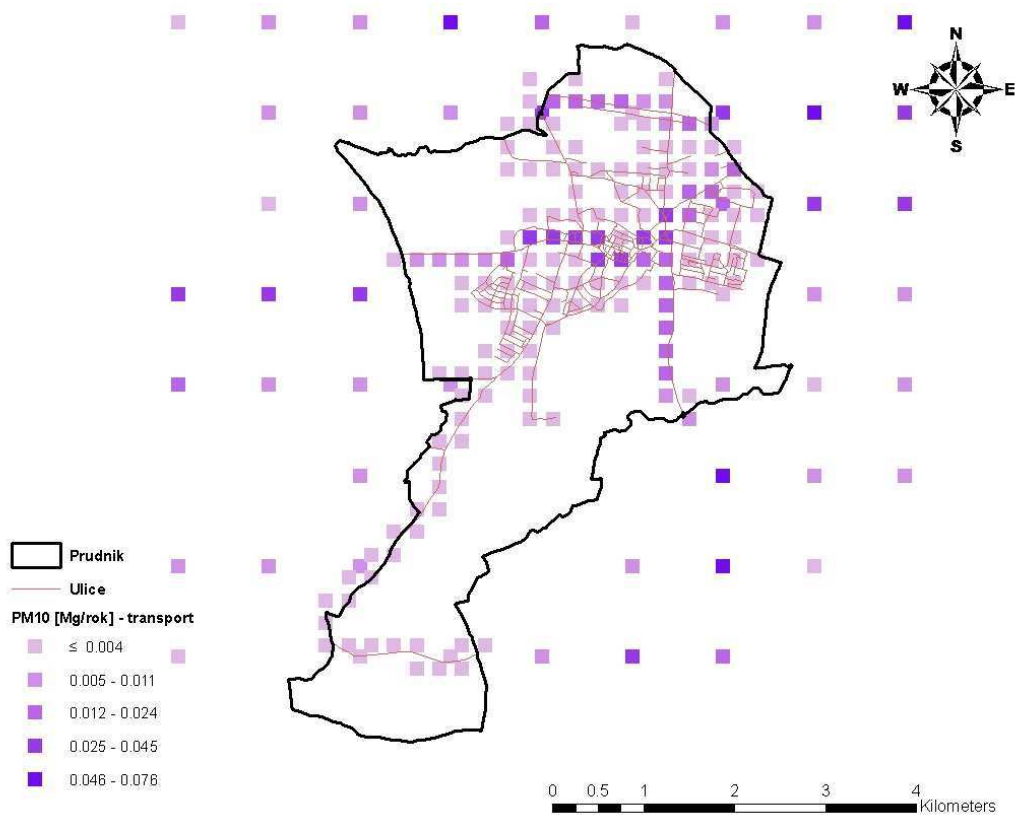 N
W E
S
Prudnik
Ulice
PM10 [Mg/rok] - transport
≤ 0.004
0.005 - 0.011
0.012 - 0.024
0.025 - 0.045
0.046 - 0.076
0 0.5 1 2 3 4
Kilometers